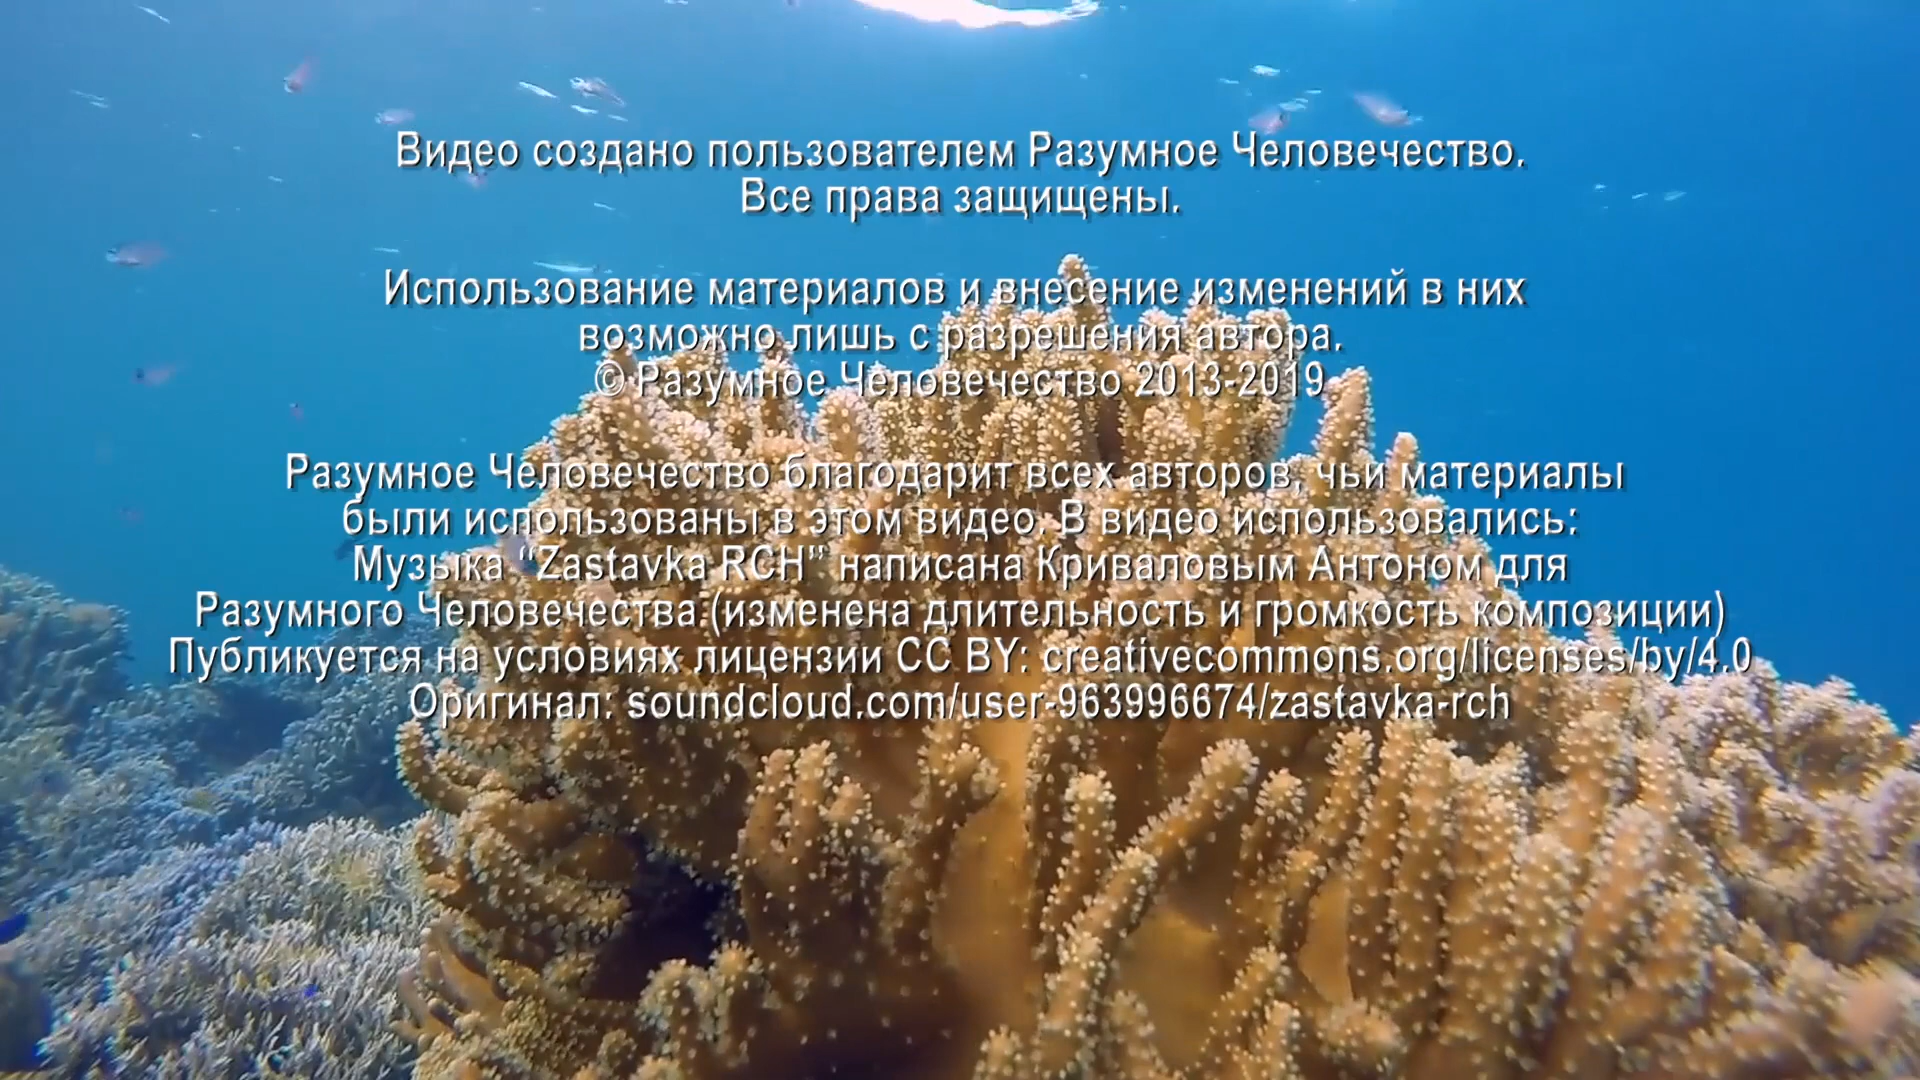 Видео создано пользователем Разумное Человечество.
Все права защищены.
Использование материалов и внесение изменений в них
возможно лишь с разрешения автора.
© Разумное Человечество 2013-2019
Разумное Человечество благодарит всех авторов, чьи материалы
были использованы в этом видео. В видео использовались:
Музыка “Zastavka RCH” написана Криваловым Антоном для
Разумного Человечества (изменена длительность и громкость композиции)
Публикуется на условиях лицензии CC BY: creativecommons.org/licenses/by/4.0
Оригинал: soundcloud.com/user-963996674/zastavka-rch